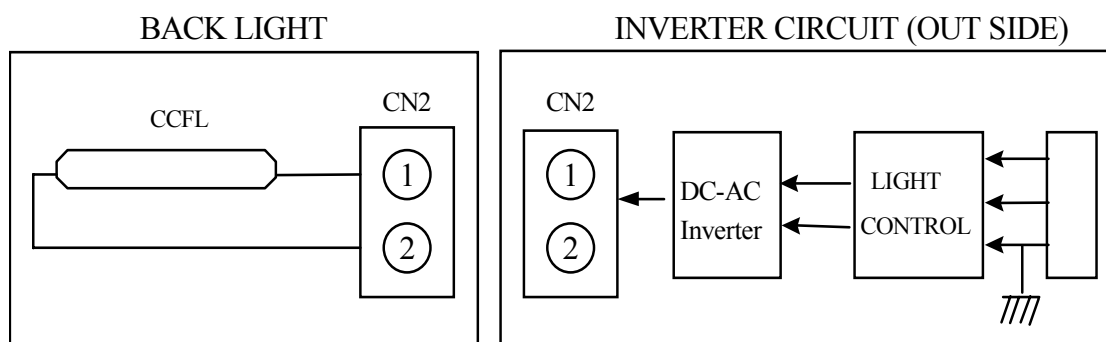 BACK LIGHT
CCFL
CN2
1
2
INVERTER CIRCUIT (OUT SIDE)
CN2
1
2
DC-AC
Inverter
LIGHT
CONTROL